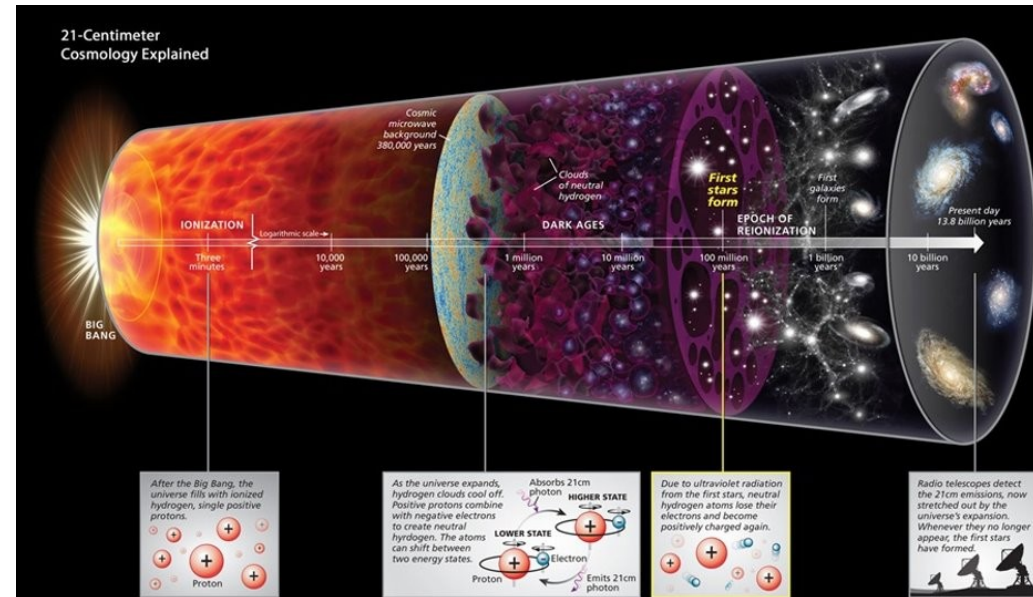 21-Centimeter
Cosmology Explained
Cosmic
microwave
background
380,000 years
Clouds
of neutral
hydrogen
First
stars
form
First
galaxies
form
Present day
13.8 billion years
IONIZATION
DARK AGES
EPOCH OF
REIONIZATION
Logarithmic scale
Three
minutes
10,000
years
100,000
years
1 million
years
10 million
years
100 million
years
1 billion
years
10 billion
years
BIG
BANG
After the Big Bang, the
universe fills with ionized
hydrogen, single positive
protons.
+
+
+
+
Proton
As the universe expands,
hydrogen clouds cool off.
Positive protons combine
with negative electrons
to create neutral
hyrdogen. The atoms
can shift between
two energy states.
Absorbs 21cm
photon
HIGHER STATE
+
LOWER STATE
+
Electron
Proton
Emits 21cm
photon
Due to ultraviolet radiation
from the first stars, neutral
hydrogen atoms lose their
electrons and become
positively charged again.
+
+
+
Radio telescopes detect
the 21cm emissions, now
stretched out by the
universe's expansion.
Whenever they no longer
appear, the first stars
have formed.